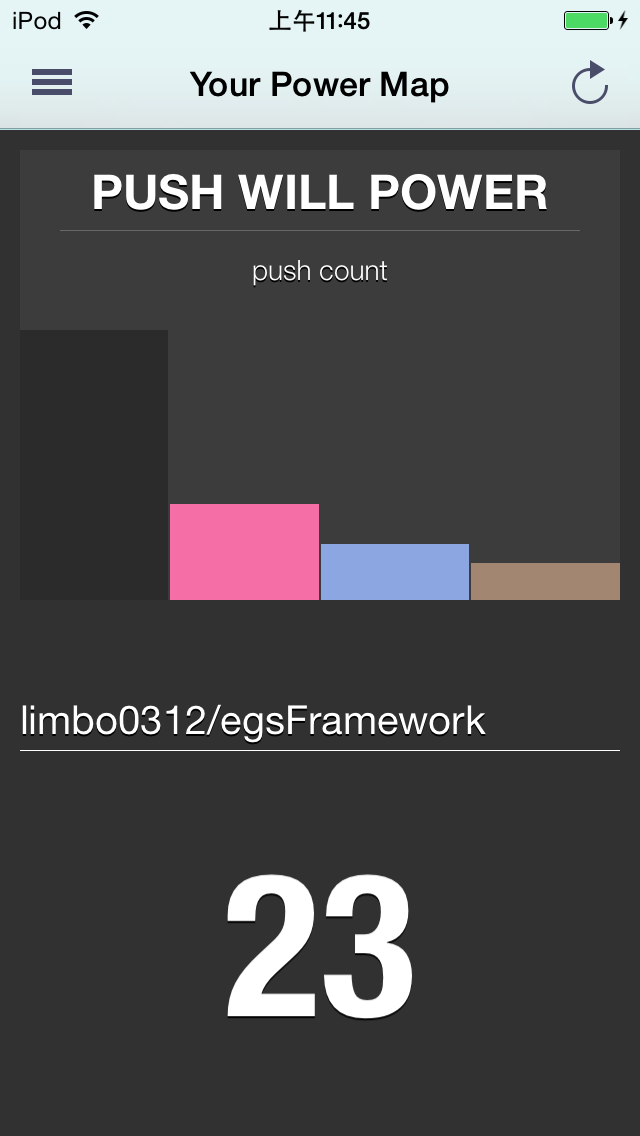 iPod 上午11:45
Your Power Map
PUSH WILL POWER
push count
limbo0312/egsFramework
23